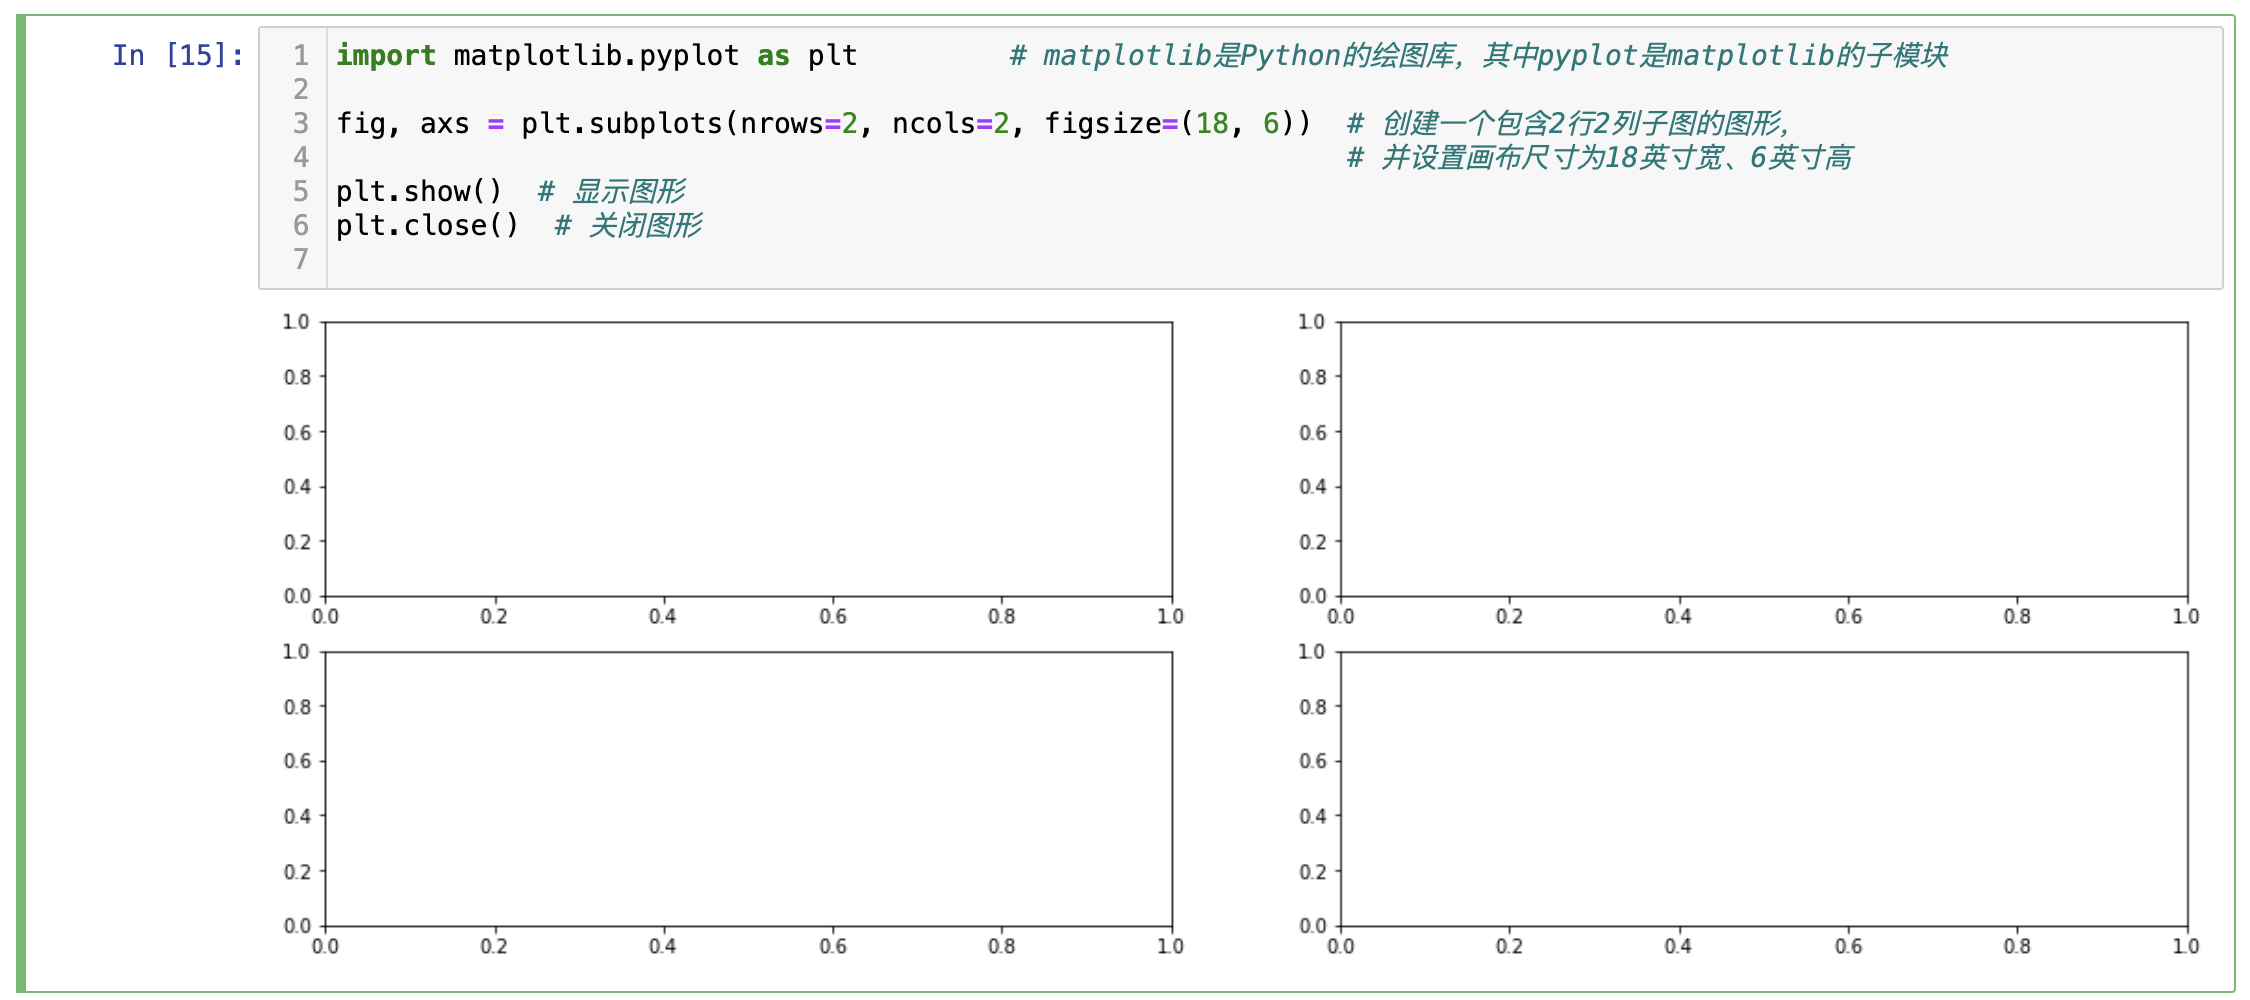 In [15]:
1 import matplotlib.pyplot as plt         # matplotlib是Python的绘图库，其中pyplot是matplotlib的子模块
2
3 fig, axs = plt.subplots(nrows=2, ncols=2, figsize=(18, 6))  # 创建一个包含2行2列子图的图形，
4                                                             # 并设置画布尺寸为18英寸宽、6英寸高
5 plt.show()  # 显示图形
6 plt.close()  # 关闭图形
7
1.0
0.8
0.6
0.4
0.2
0.0
0.0 0.2 0.4 0.6 0.8 1.0
1.0
0.8
0.6
0.4
0.2
0.0
0.0 0.2 0.4 0.6 0.8 1.0
1.0
0.8
0.6
0.4
0.2
0.0
0.0 0.2 0.4 0.6 0.8 1.0
1.0
0.8
0.6
0.4
0.2
0.0
0.0 0.2 0.4 0.6 0.8 1.0